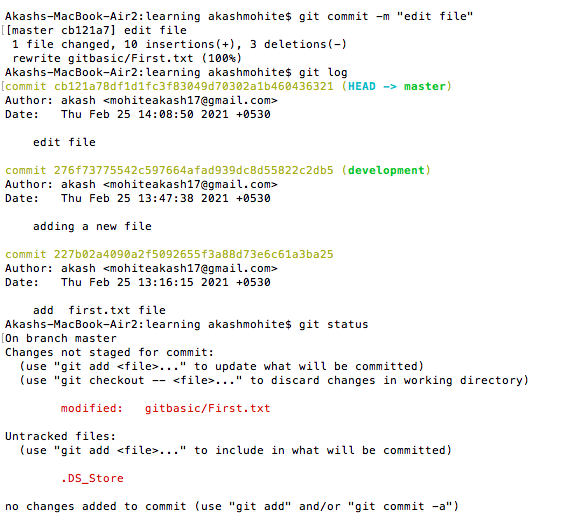 Akashs-MacBook-Air2:learning akashmohite$ git commit -m "edit file"
[[master cb121a7] edit file
 1 file changed, 10 insertions(+), 3 deletions(-)
 rewrite gitbasic/First.txt (100%)
Akashs-MacBook-Air2:learning akashmohite$ git log
[commit cb121a78df1d1fc3f83049d70302a1b460436321 (HEAD -> master)
Author: akash <mohiteakash17@gmail.com>
Date:   Thu Feb 25 14:08:50 2021 +0530

    edit file

commit 276f73775542c597664afad939dc8d55822c2db5 (development)
Author: akash <mohiteakash17@gmail.com>
Date:   Thu Feb 25 13:47:38 2021 +0530

    adding a new file

commit 227b02a4090a2f5092655f3a88d73e6c61a3ba25
Author: akash <mohiteakash17@gmail.com>
Date:   Thu Feb 25 13:16:15 2021 +0530

    add  first.txt file
Akashs-MacBook-Air2:learning akashmohite$ git status
[On branch master
Changes not staged for commit:
  (use "git add <file>..." to update what will be committed)
  (use "git checkout -- <file>..." to discard changes in working directory)

        modified:   gitbasic/First.txt

Untracked files:
  (use "git add <file>..." to include in what will be committed)

        .DS_Store

no changes added to commit (use "git add" and/or "git commit -a")